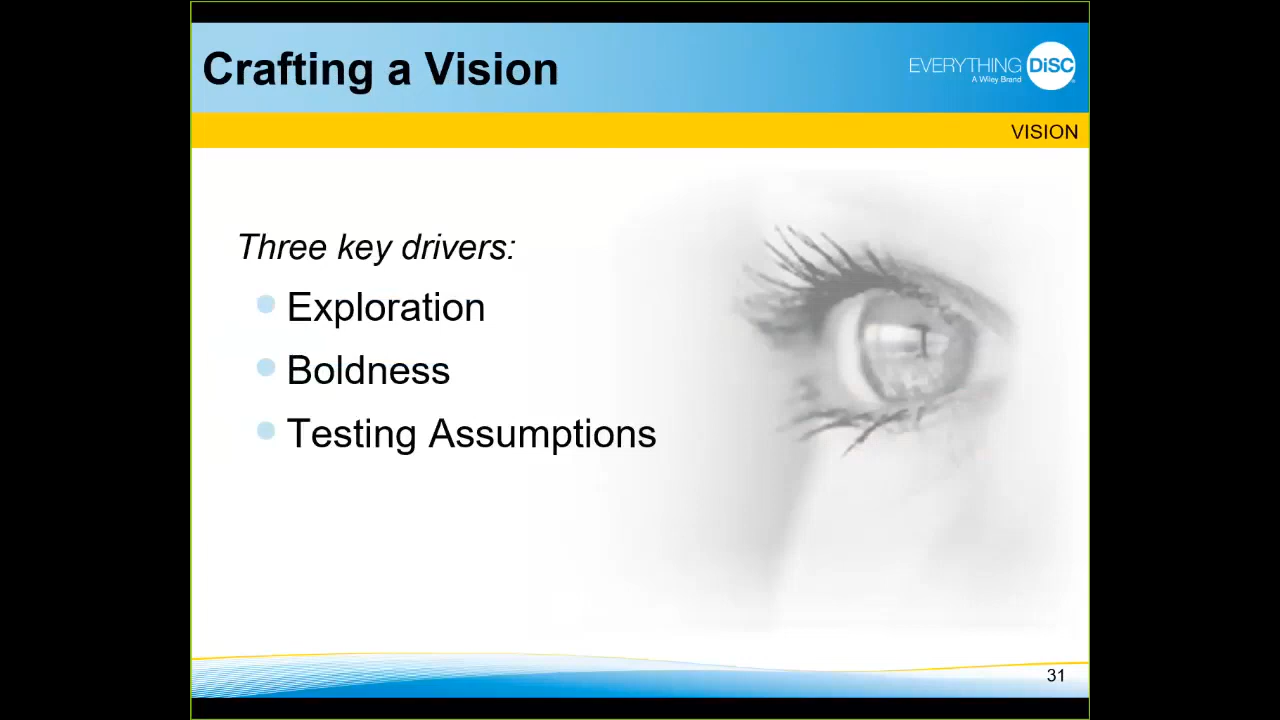 Crafting a Vision
EVERYTHING DiSC
A Wiley Brand
VISION
Three key drivers:
Exploration
Boldness
Testing Assumptions
31